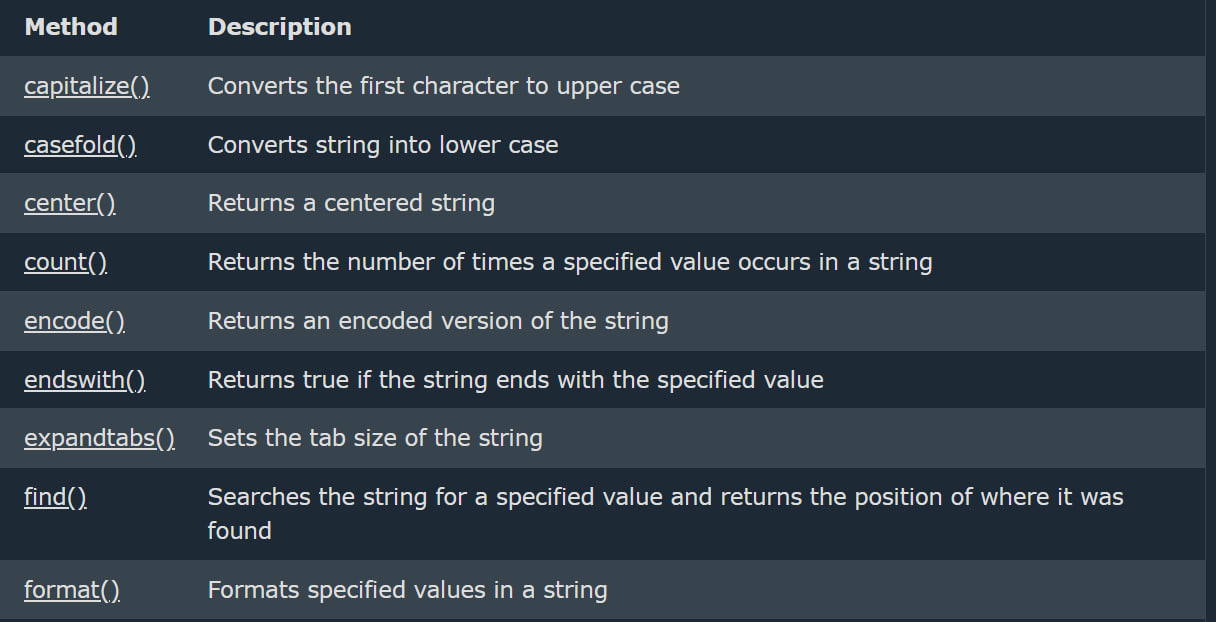 Method Description
capitalize() Converts the first character to upper case
casefold() Converts string into lower case
center() Returns a centered string
count() Returns the number of times a specified value occurs in a string
encode() Returns an encoded version of the string
endswith() Returns true if the string ends with the specified value
expandtabs() Sets the tab size of the string
find() Searches the string for a specified value and returns the position of where it was
found
format() Formats specified values in a string